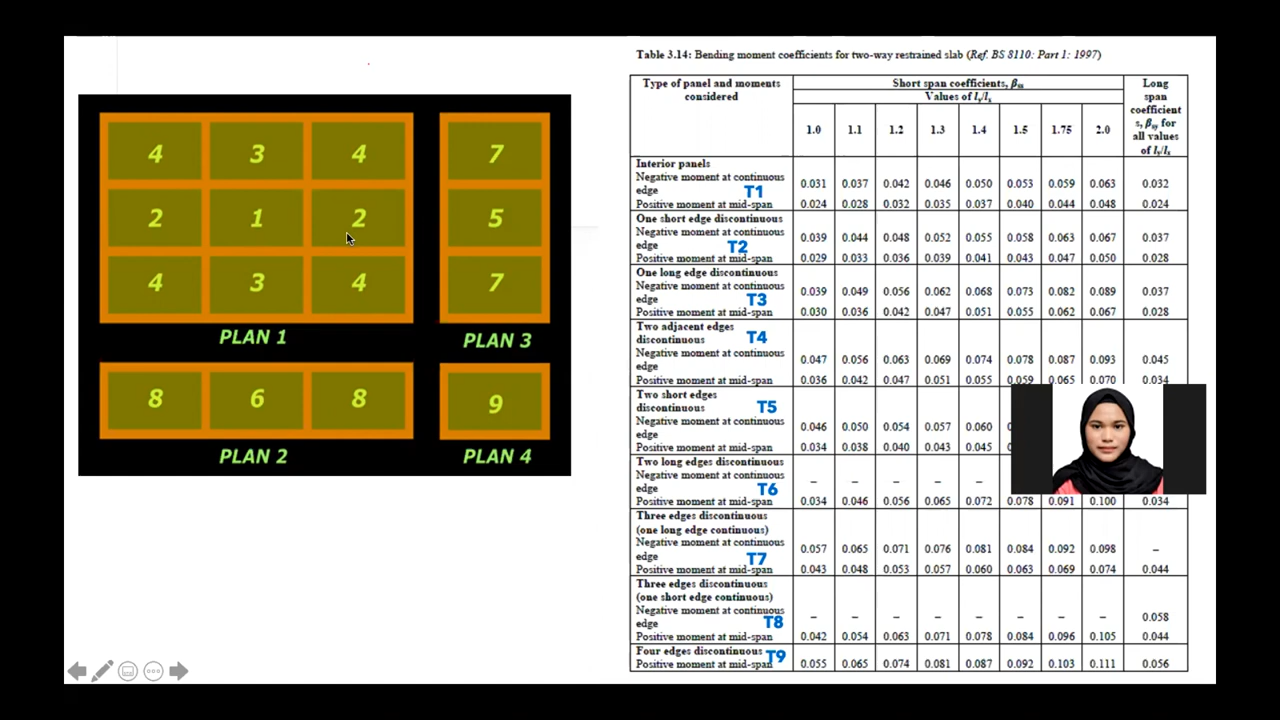 4 3 4
2 1 2
4 3 4
PLAN 1
7
5
7
PLAN 3
8 6 8
PLAN 2
9
PLAN 4
Table 3.14: Bending moment coefficients for two-way restrained slab (Ref. BS 8110: Part 1: 1997)
Type of panel and moments
considered
Short span coefficients, βsx
Values of ly/lx
1.0 1.1 1.2 1.3 1.4 1.5 1.75 2.0
Long
span
coefficient
s, βsy for
all values
of ly/lx
Interior panels
Negative moment at continuous
edge T1 0.031 0.037 0.042 0.046 0.050 0.053 0.059 0.063 0.032
Positive moment at mid-span 0.024 0.028 0.032 0.035 0.037 0.040 0.044 0.048 0.024
One short edge discontinuous
Negative moment at continuous
edge T2 0.039 0.044 0.048 0.052 0.055 0.058 0.063 0.067 0.037
Positive moment at mid-span 0.029 0.033 0.036 0.039 0.041 0.043 0.047 0.050 0.028
One long edge discontinuous
Negative moment at continuous
edge T3 0.039 0.049 0.056 0.062 0.068 0.073 0.082 0.089 0.037
Positive moment at mid-span 0.030 0.036 0.042 0.047 0.051 0.055 0.062 0.067 0.028
Two adjacent edges
discontinuous T4
Negative moment at continuous
edge 0.047 0.056 0.063 0.069 0.074 0.078 0.087 0.093 0.045
Positive moment at mid-span 0.036 0.042 0.047 0.051 0.055 0.059 0.065 0.070 0.034
Two short edges
discontinuous T5
Negative moment at continuous
edge 0.046 0.050 0.054 0.057 0.060
Positive moment at mid-span 0.034 0.038 0.040 0.043 0.045
Two long edges discontinuous
Negative moment at continuous
edge T6 – – – – –
Positive moment at mid-span 0.034 0.046 0.056 0.065 0.072 0.078 0.091 0.100 0.034
Three edges discontinuous
(one long edge continuous)
Negative moment at continuous
edge T7 0.057 0.065 0.071 0.076 0.081 0.084 0.092 0.098 –
Positive moment at mid-span 0.043 0.048 0.053 0.057 0.060 0.063 0.069 0.074 0.044
Three edges discontinuous
(one short edge continuous)
Negative moment at continuous
edge T8 – – – – – – – – 0.058
Positive moment at mid-span 0.042 0.054 0.063 0.071 0.078 0.084 0.096 0.105 0.044
Four edges discontinuous T9
Positive moment at mid-span 0.055 0.065 0.074 0.081 0.087 0.092 0.103 0.111 0.056